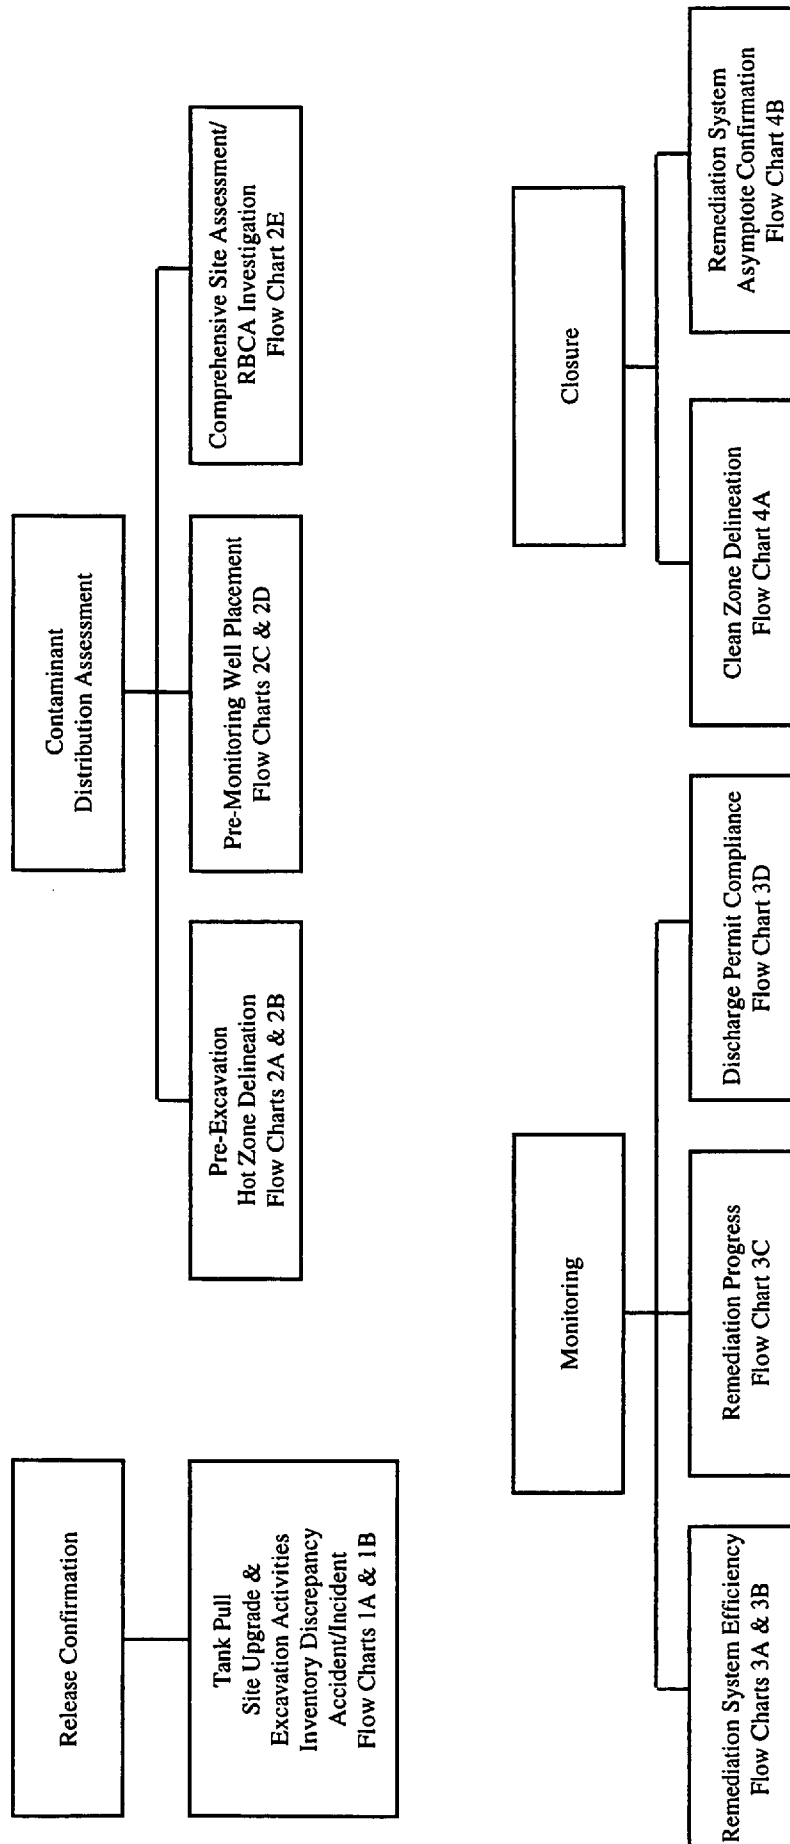 Release Confirmation
Tank Pull
Site Upgrade &
Excavation Activities
Inventory Discrepancy
Accident/Incident
Flow Charts 1A & 1B
Contaminant
Distribution Assessment
Pre-Excavation
Hot Zone Delineation
Flow Charts 2A & 2B
Pre-Monitoring Well Placement
Flow Charts 2C & 2D
Comprehensive Site Assessment/
RBCA Investigation
Flow Chart 2E
Monitoring
Remediation System Efficiency
Flow Charts 3A & 3B
Remediation Progress
Flow Chart 3C
Discharge Permit Compliance
Flow Chart 3D
Closure
Clean Zone Delineation
Flow Chart 4A
Remediation System
Asymptote Confirmation
Flow Chart 4B